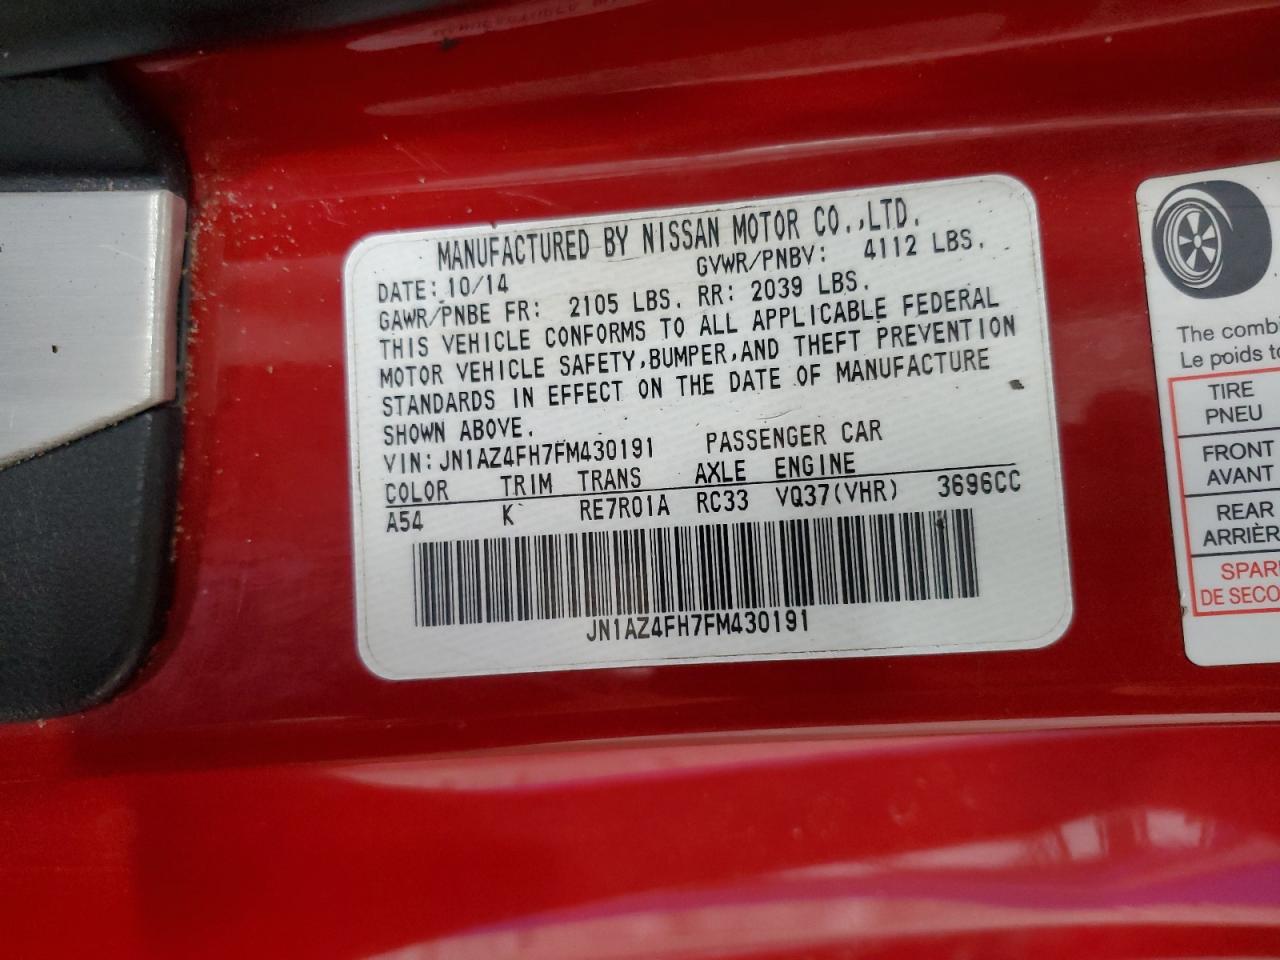 MANUFACTURED BY NISSAN MOTOR CO.,LTD.
DATE: 10/14 GVWR/PNBV: 4112 LBS.
GAWR/PNBE FR: 2105 LBS. RR: 2039 LBS.
THIS VEHICLE CONFORMS TO ALL APPLICABLE FEDERAL
MOTOR VEHICLE SAFETY,BUMPER,AND THEFT PREVENTION
STANDARDS IN EFFECT ON THE DATE OF MANUFACTURE
SHOWN ABOVE.
VIN: JN1AZ4FH7FM430191 PASSENGER CAR
COLOR TRIM TRANS AXLE ENGINE
A54 K RE7R01A RC33 VQ37(VHR) 3696CC
JN1AZ4FH7FM430191
The comb
Le poids to
TIRE
PNEU
FRONT
AVANT
REAR
ARRIÈR
SPAR
DE SECO